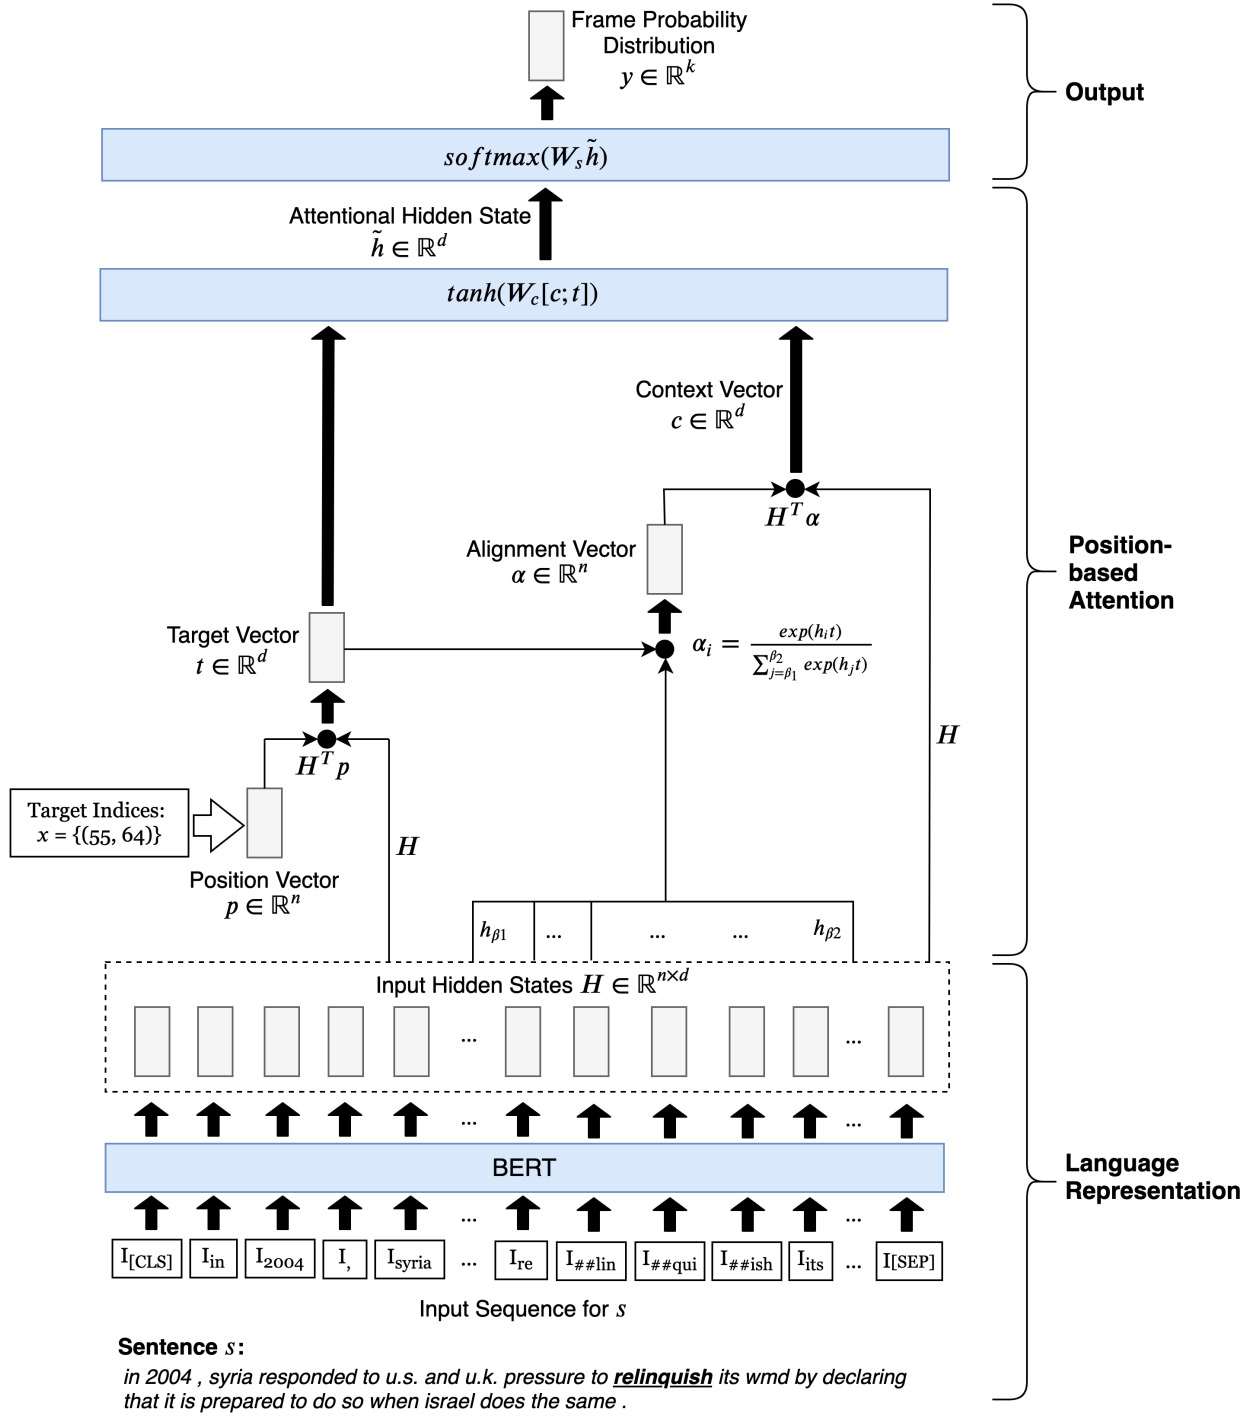 Frame Probability
Distribution
y ∈ ℝ^k
Output
softmax(W_s h̃)
Attentional Hidden State
h̃ ∈ ℝ^d
tanh(W_c[c; t])
Context Vector
c ∈ ℝ^d
H^T α
Alignment Vector
α ∈ ℝ^n
Position-
based
Attention
Target Vector
t ∈ ℝ^d
α_i = exp(h_i t) / ∑_{j=β_1}^{β_2} exp(h_j t)
H
H^T p
Target Indices:
x = {(55, 64)}
H
Position Vector
p ∈ ℝ^n
h_β1 ... ... ... h_β2
Input Hidden States H ∈ ℝ^{n×d}
... ...
... ...
BERT
Language
Representation
... ...
I_[CLS] I_in I_2004 I_, I_syria ... I_re I_##lin I_##qui I_##ish I_its ... I_[SEP]
Input Sequence for s
Sentence s:
in 2004 , syria responded to u.s. and u.k. pressure to relinquish its wmd by declaring
that it is prepared to do so when israel does the same .